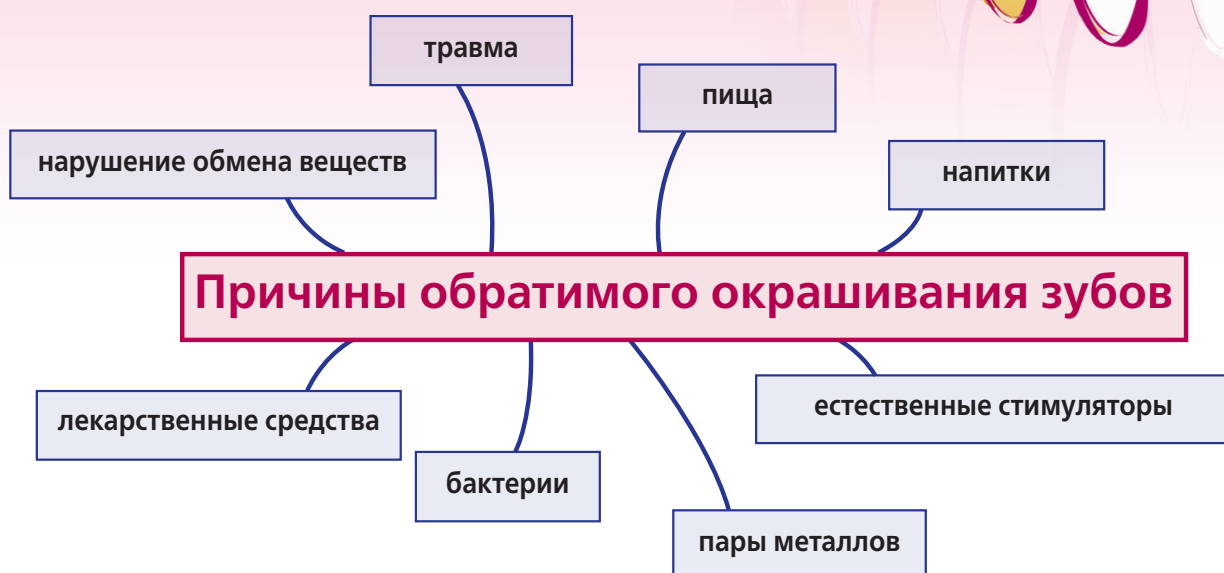 травма
пища
нарушение обмена веществ
напитки
Причины обратимого окрашивания зубов
лекарственные средства
естественные стимуляторы
бактерии
пары металлов